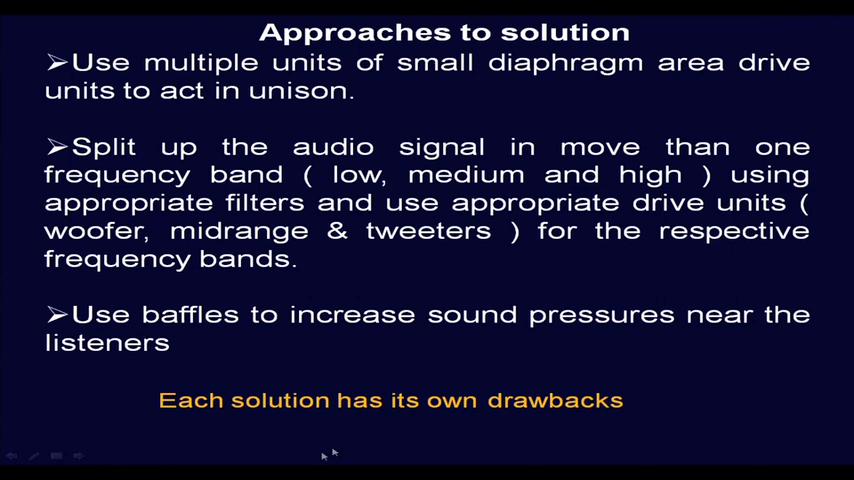 Approaches to solution
➢Use multiple units of small diaphragm area drive
units to act in unison.
➢Split up the audio signal in move than one
frequency band ( low, medium and high ) using
appropriate filters and use appropriate drive units (
woofer, midrange & tweeters ) for the respective
frequency bands.
➢Use baffles to increase sound pressures near the
listeners
Each solution has its own drawbacks